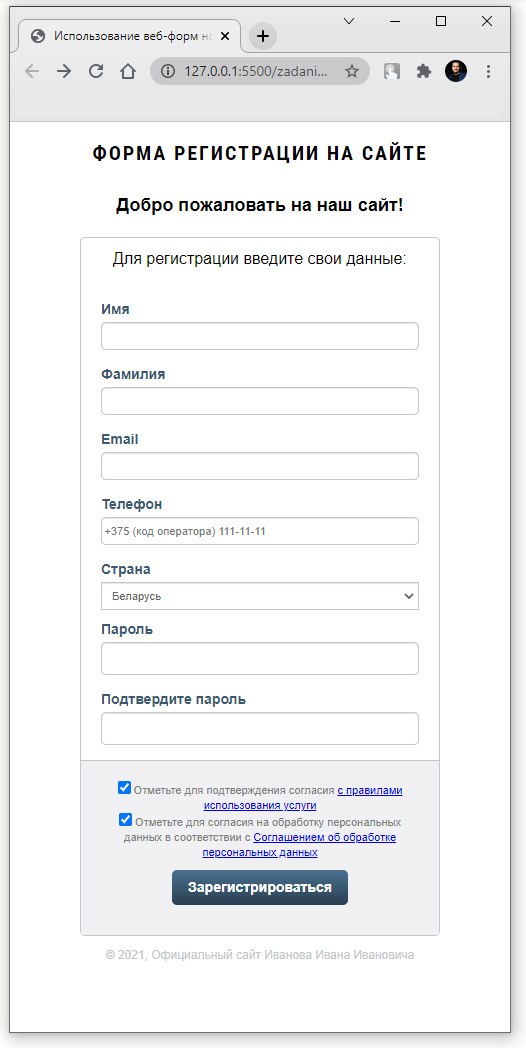 Использование веб-форм на
127.0.0.1:5500/zadani...
ФОРМА РЕГИСТРАЦИИ НА САЙТЕ
Добро пожаловать на наш сайт!
Для регистрации введите свои данные:
Имя
Фамилия
Email
Телефон
+375 (код оператора) 111-11-11
Страна
Беларусь
Пароль
Подтвердите пароль
Отметьте для подтверждения согласия с правилами
использования услуги
Отметьте для согласия на обработку персональных
данных в соответствии с Соглашением об обработке
персональных данных
Зарегистрироваться
© 2021, Официальный сайт Иванова Ивана Ивановича